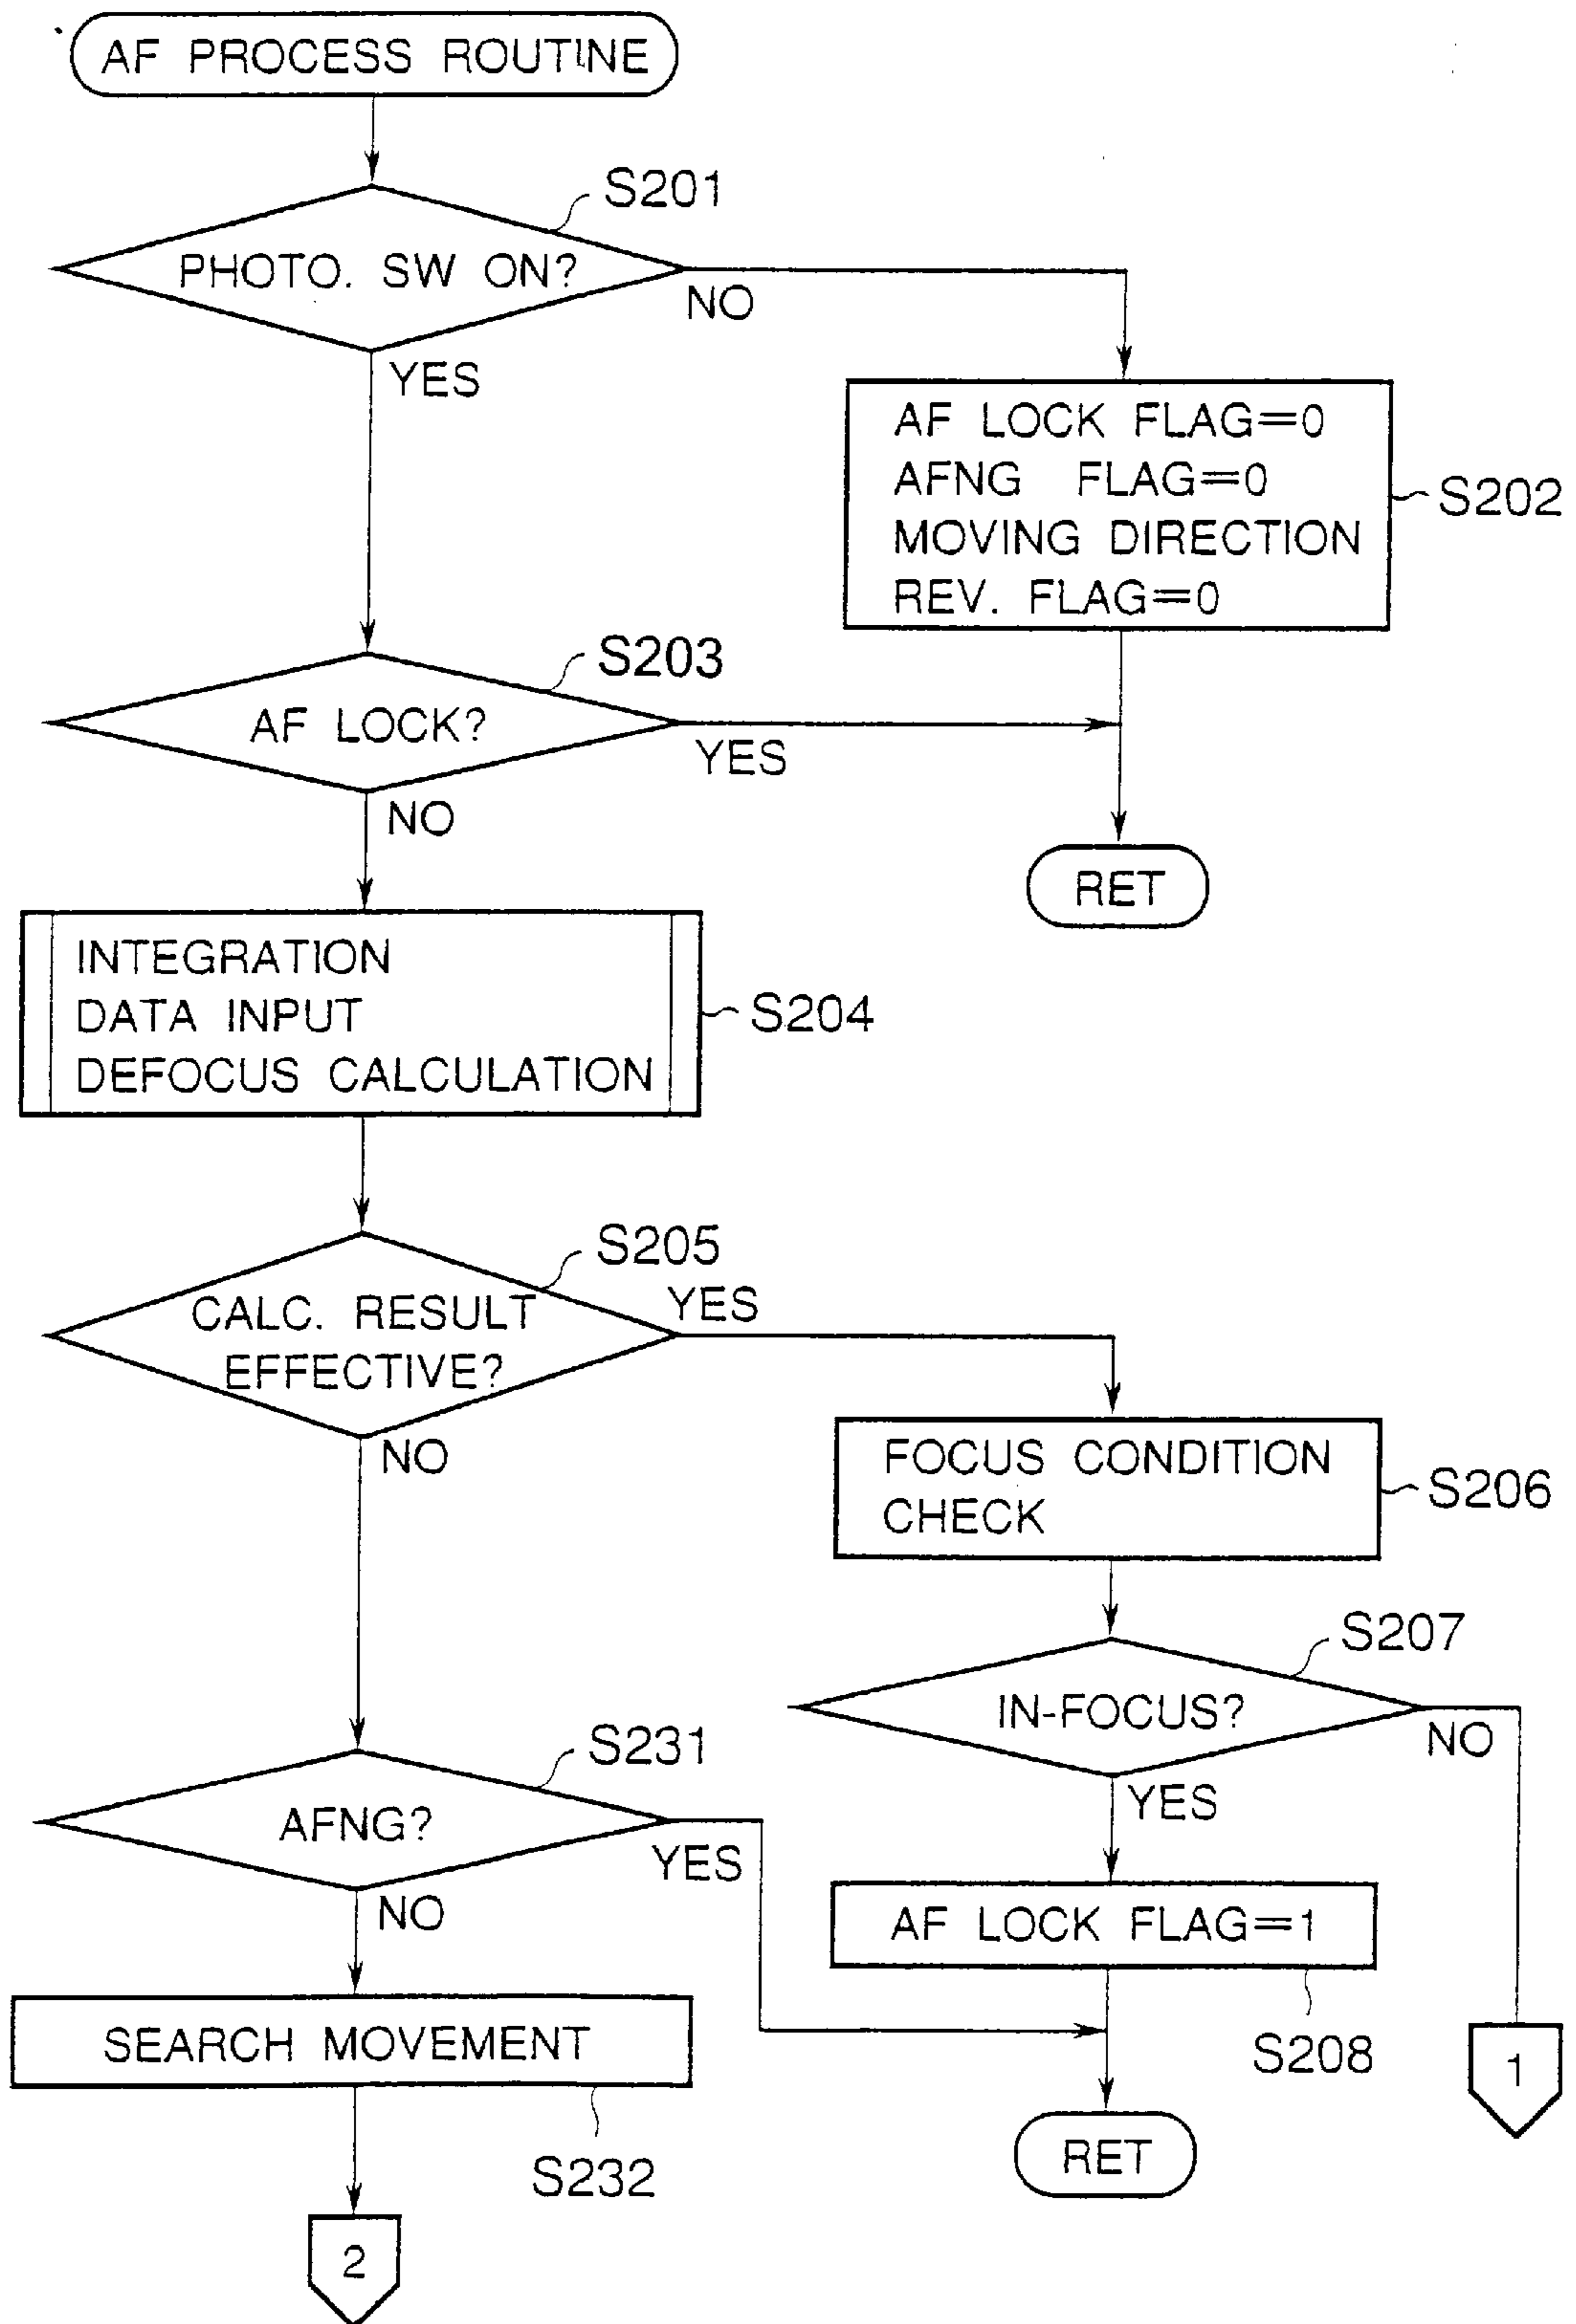 AF PROCESS ROUTINE
S201
PHOTO. SW ON?
NO
YES
AF LOCK FLAG=0
AFNG FLAG=0
MOVING DIRECTION
REV. FLAG=0
S202
S203
AF LOCK?
YES
NO
RET
INTEGRATION
DATA INPUT
DEFOCUS CALCULATION
S204
S205
CALC. RESULT
EFFECTIVE?
YES
NO
FOCUS CONDITION
CHECK
S206
S207
IN-FOCUS?
NO
YES
S231
AFNG?
YES
NO
AF LOCK FLAG=1
S208
SEARCH MOVEMENT
S232
1
RET
2